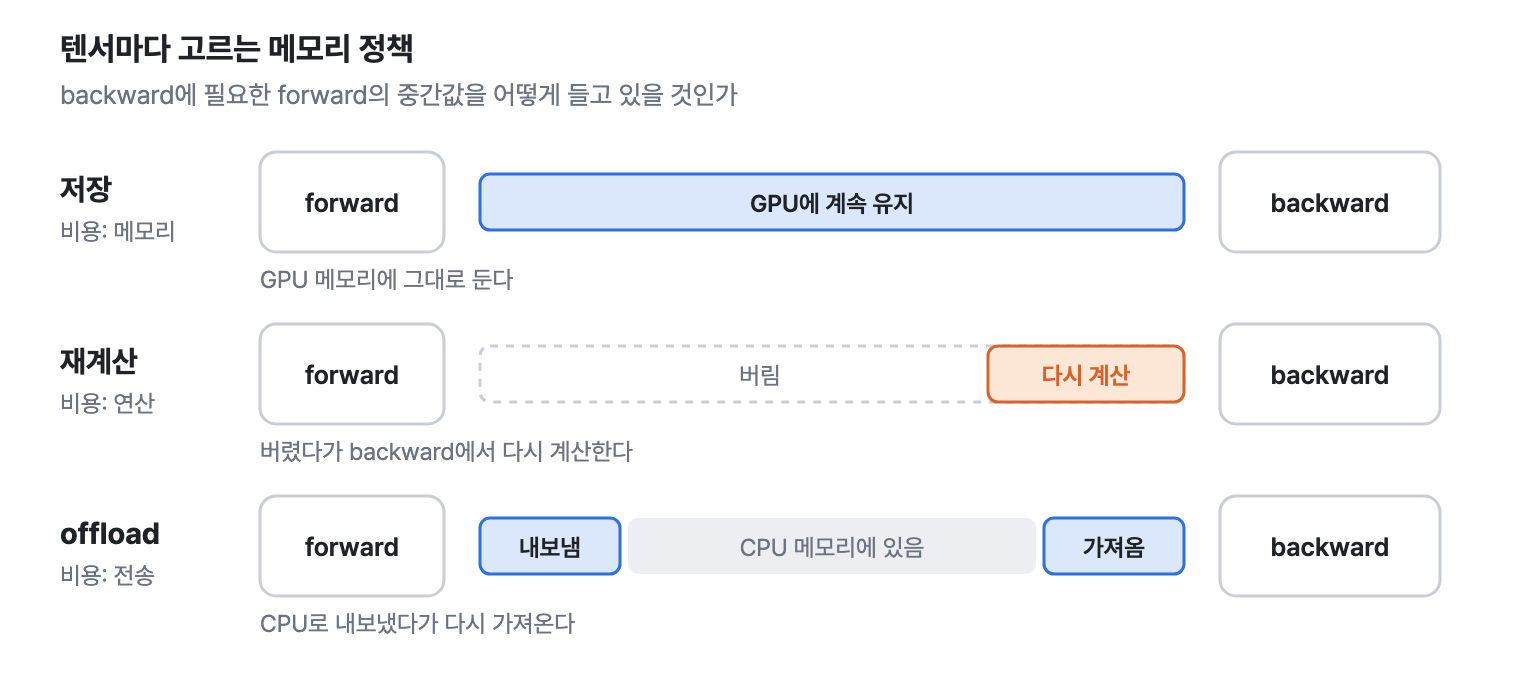 텐서마다 고르는 메모리 정책
backward에 필요한 forward의 중간값을 어떻게 들고 있을 것인가
저장
비용: 메모리
forward
GPU에 계속 유지
backward
GPU 메모리에 그대로 둔다
재계산
비용: 연산
forward
버림
다시 계산
backward
버렸다가 backward에서 다시 계산한다
offload
비용: 전송
forward
내보냄
CPU 메모리에 있음
가져옴
backward
CPU로 내보냈다가 다시 가져온다